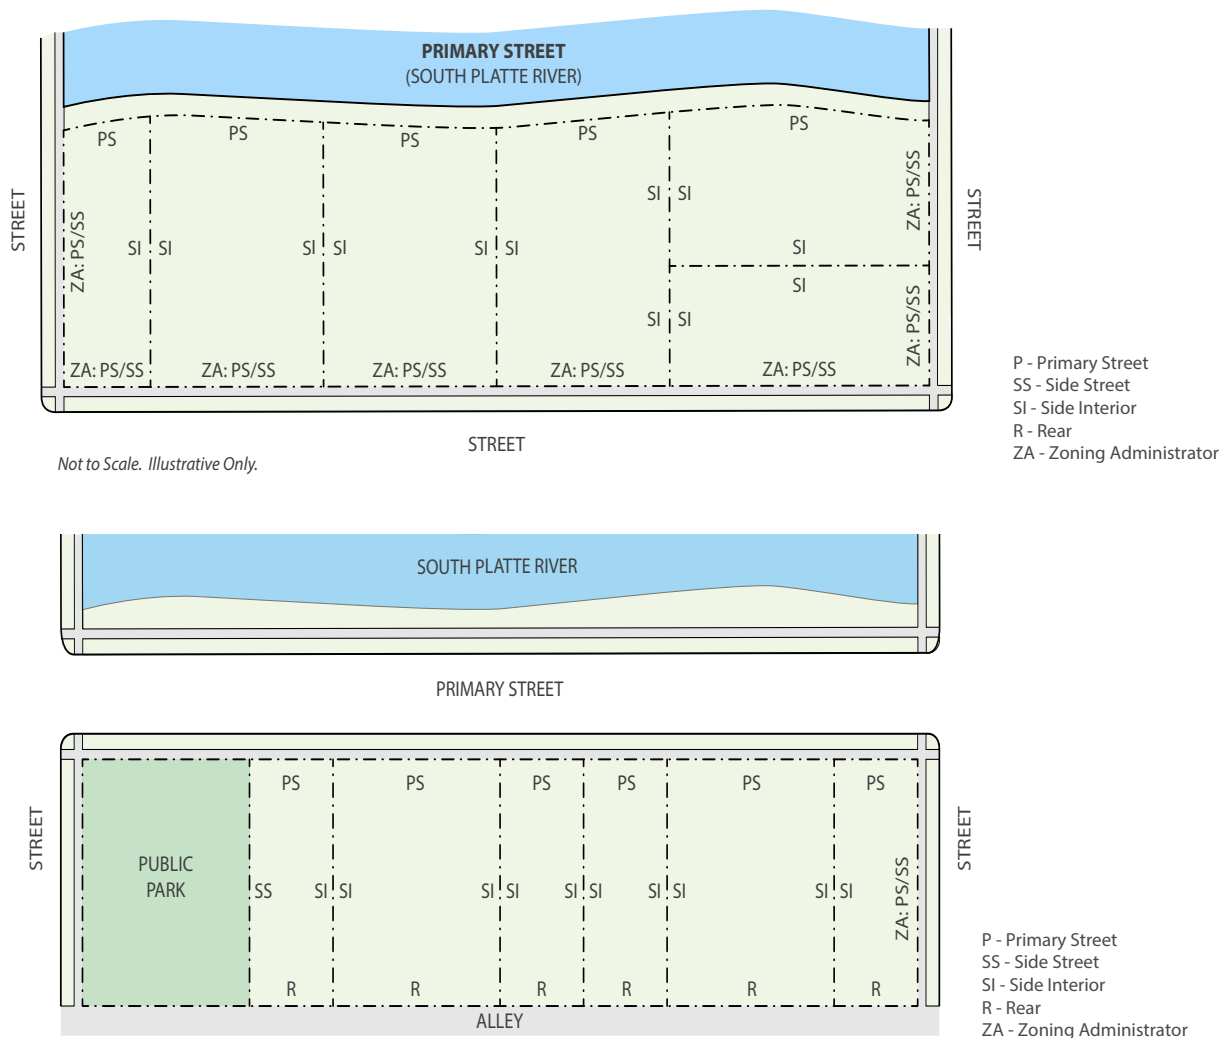 PRIMARY STREET
(SOUTH PLATTE RIVER)
PS
PS
PS
PS
PS
STREET
ZA: PS/SS
SI
SI
SI
SI
SI
SI
SI
SI
SI
ZA: PS/SS
STREET
SI
SI
SI
ZA: PS/SS
ZA: PS/SS
ZA: PS/SS
ZA: PS/SS
ZA: PS/SS
ZA: PS/SS
STREET
Not to Scale. Illustrative Only.
P - Primary Street
SS - Side Street
SI - Side Interior
R - Rear
ZA - Zoning Administrator
SOUTH PLATTE RIVER
PRIMARY STREET
PS
PS
PS
PS
PS
PS
STREET
PUBLIC
PARK
SS
SI
SI
SI
SI
SI
SI
SI
SI
SI
SI
ZA: PS/SS
STREET
R
R
R
R
R
R
ALLEY
P - Primary Street
SS - Side Street
SI - Side Interior
R - Rear
ZA - Zoning Administrator